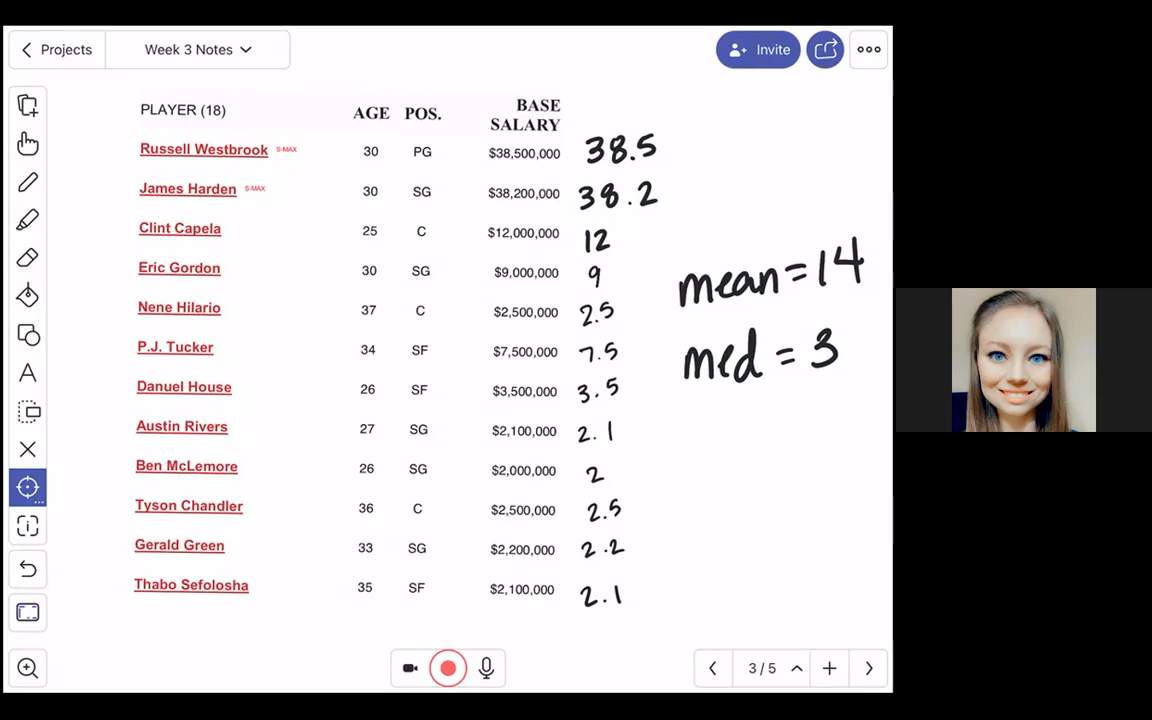 Projects Week 3 Notes Invite
PLAYER (18) AGE POS. BASE SALARY
Russell Westbrook S-MAX 30 PG $38,500,000 38.5
James Harden S-MAX 30 SG $38,200,000 38.2
Clint Capela 25 C $12,000,000 12
Eric Gordon 30 SG $9,000,000 9
Nene Hilario 37 C $2,500,000 2.5
P.J. Tucker 34 SF $7,500,000 7.5
Danuel House 26 SF $3,500,000 3.5
Austin Rivers 27 SG $2,100,000 2.1
Ben McLemore 26 SG $2,000,000 2
Tyson Chandler 36 C $2,500,000 2.5
Gerald Green 33 SG $2,200,000 2.2
Thabo Sefolosha 35 SF $2,100,000 2.1
mean = 14
med = 3
3 / 5